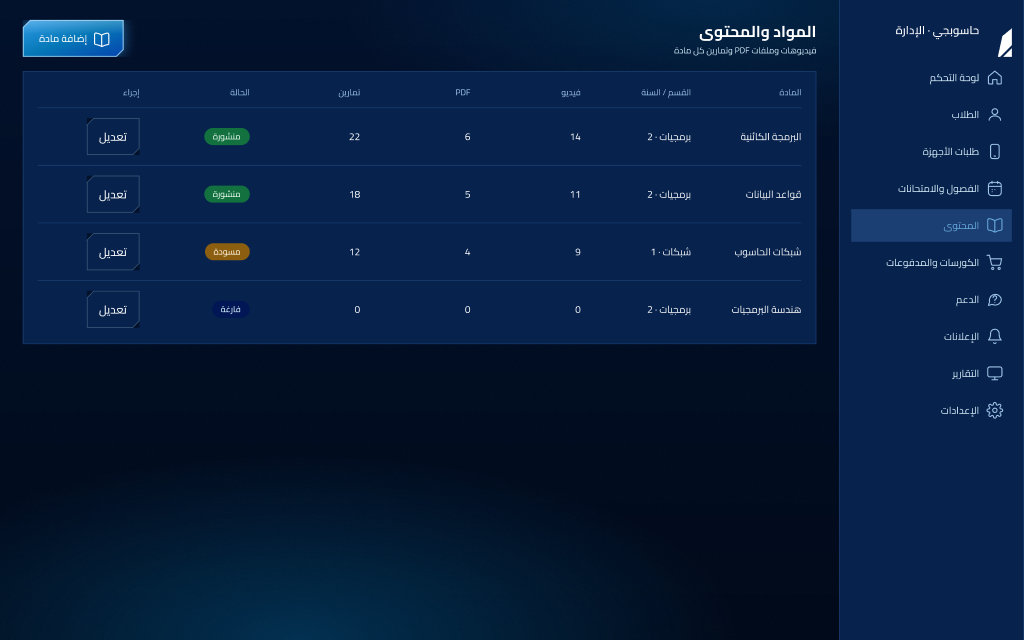 حاسوبجي · الإدارة
لوحة التحكم
الطلاب
طلبات الأجهزة
الفصول والامتحانات
المحتوى
الكورسات والمدفوعات
الدعم
الإعلانات
التقارير
الإعدادات
المواد والمحتوى
فيديوهات وملفات PDF وتمارين كل مادة
إضافة مادة
المادة القسم / السنة فيديو PDF تمارين الحالة إجراء
البرمجة الكائنية برمجيات · 2 14 6 22 منشورة تعديل
قواعد البيانات برمجيات · 2 11 5 18 منشورة تعديل
شبكات الحاسوب شبكات · 1 9 4 12 مسودة تعديل
هندسة البرمجيات برمجيات · 2 0 0 0 فارغة تعديل